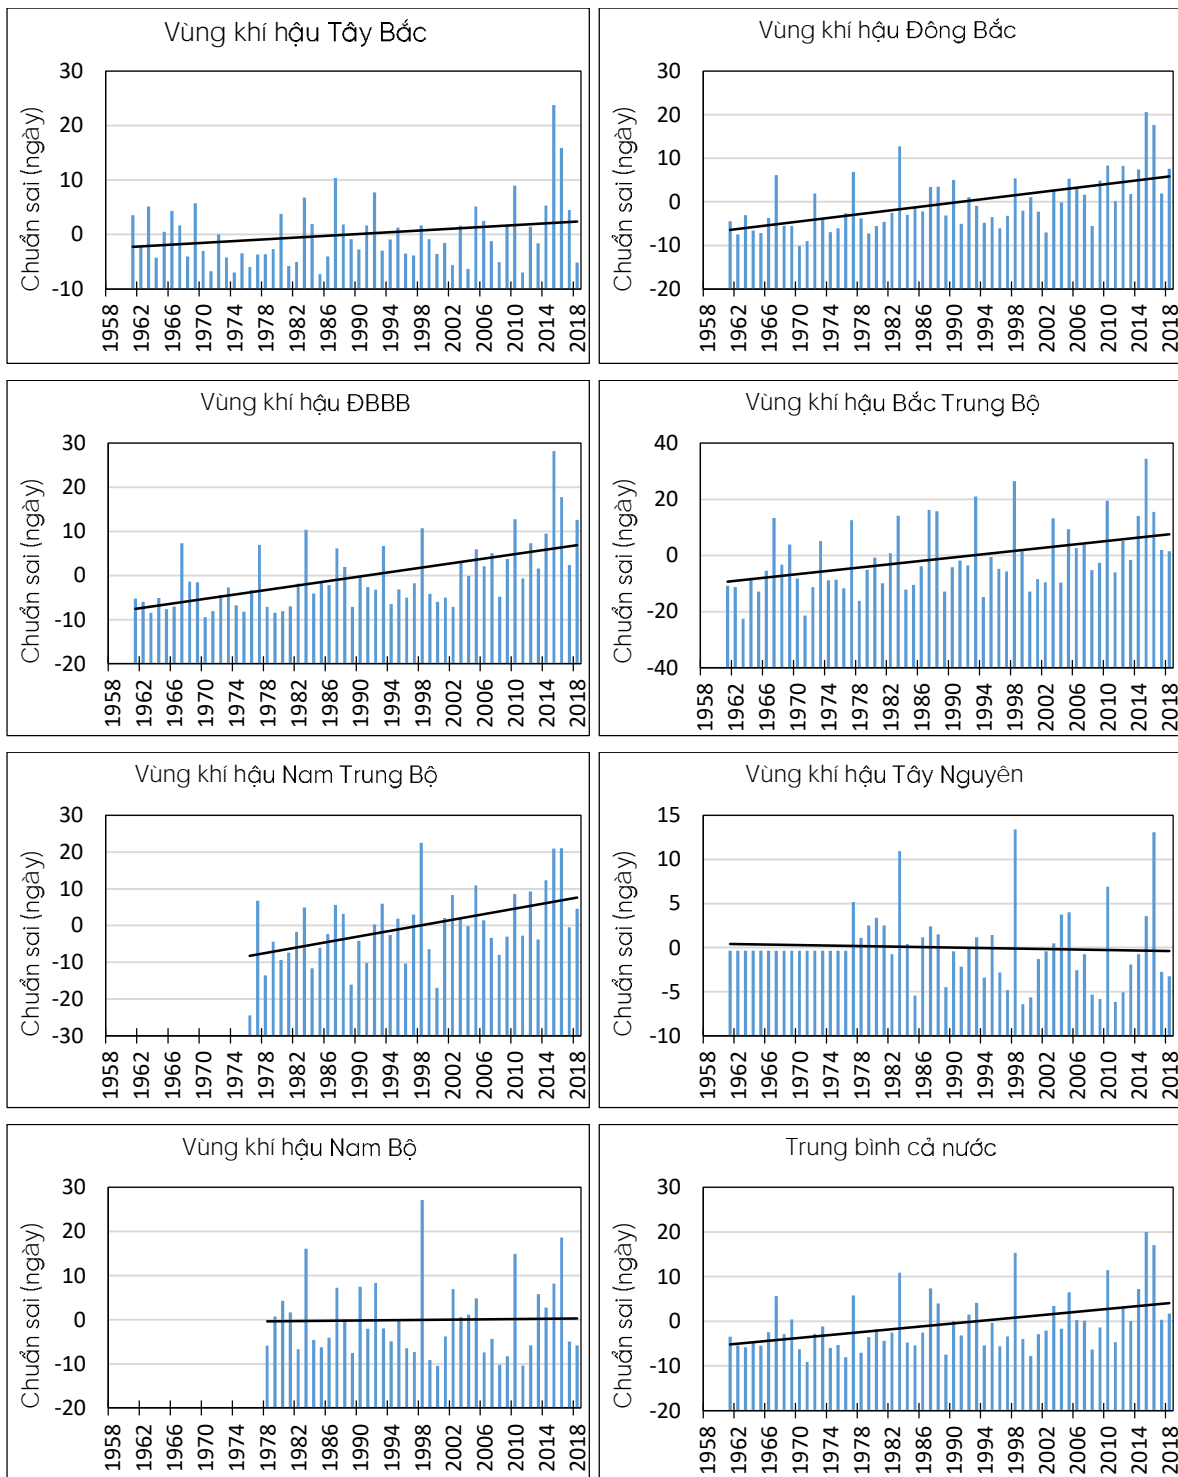 Vùng khí hậu Tây Bắc
Chuẩn sai (ngày)
30
20
10
0
-10
1958 1962 1966 1970 1974 1978 1982 1986 1990 1994 1998 2002 2006 2010 2014 2018
Vùng khí hậu Đông Bắc
Chuẩn sai (ngày)
30
20
10
0
-10
-20
1958 1962 1966 1970 1974 1978 1982 1986 1990 1994 1998 2002 2006 2010 2014 2018
Vùng khí hậu ĐBBB
Chuẩn sai (ngày)
30
20
10
0
-10
-20
1958 1962 1966 1970 1974 1978 1982 1986 1990 1994 1998 2002 2006 2010 2014 2018
Vùng khí hậu Bắc Trung Bộ
Chuẩn sai (ngày)
40
20
0
-20
-40
1958 1962 1966 1970 1974 1978 1982 1986 1990 1994 1998 2002 2006 2010 2014 2018
Vùng khí hậu Nam Trung Bộ
Chuẩn sai (ngày)
30
20
10
0
-10
-20
-30
1958 1962 1966 1970 1974 1978 1982 1986 1990 1994 1998 2002 2006 2010 2014 2018
Vùng khí hậu Tây Nguyên
Chuẩn sai (ngày)
15
10
5
0
-5
-10
1958 1962 1966 1970 1974 1978 1982 1986 1990 1994 1998 2002 2006 2010 2014 2018
Vùng khí hậu Nam Bộ
Chuẩn sai (ngày)
30
20
10
0
-10
-20
1958 1962 1966 1970 1974 1978 1982 1986 1990 1994 1998 2002 2006 2010 2014 2018
Trung bình cả nước
Chuẩn sai (ngày)
30
20
10
0
-10
-20
1958 1962 1966 1970 1974 1978 1982 1986 1990 1994 1998 2002 2006 2010 2014 2018